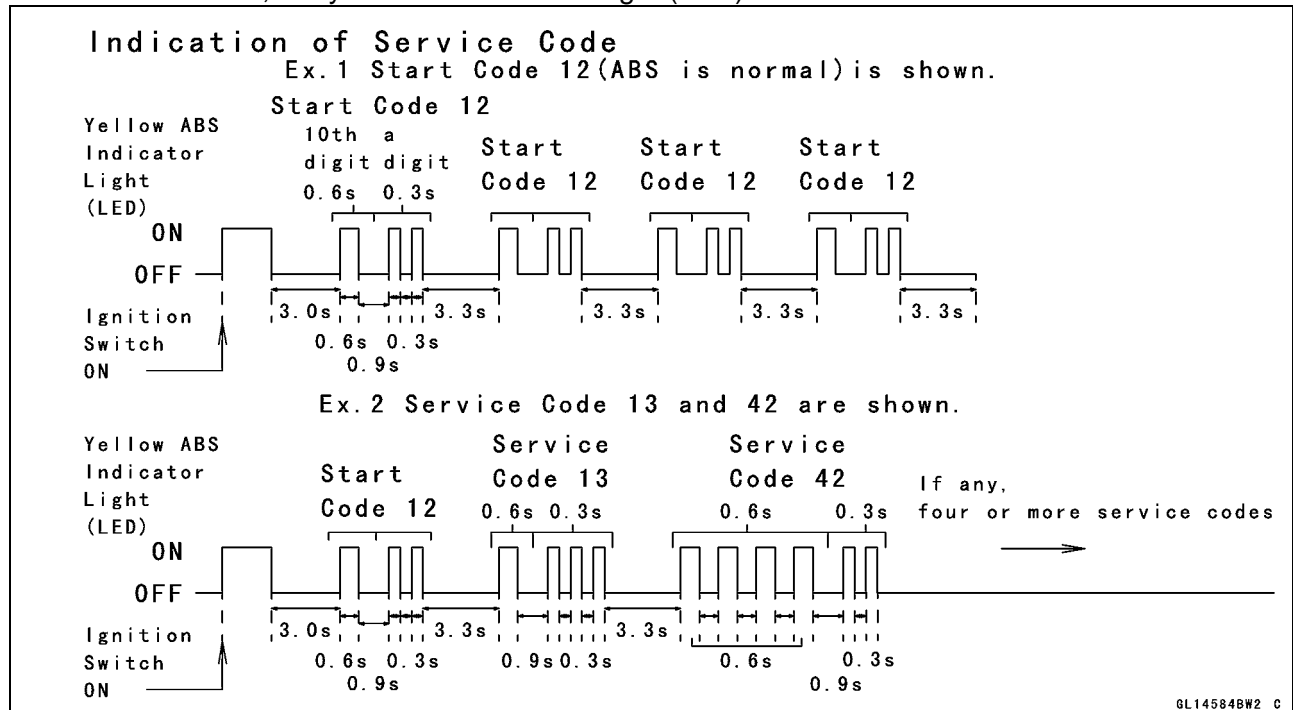 Indication of Service Code
Ex.1 Start Code 12(ABS is normal)is shown.
Start Code 12
Yellow ABS
Indicator
Light
(LED)
10th a
digit digit
0.6s 0.3s
Start
Code 12
Start
Code 12
Start
Code 12
ON
OFF
3.0s 3.3s 3.3s 3.3s 3.3s
Ignition
Switch
ON
0.6s 0.3s
0.9s
Ex.2 Service Code 13 and 42 are shown.
Yellow ABS
Indicator
Light
(LED)
Start
Code 12
Service
Code 13
0.6s 0.3s
Service
Code 42
0.6s 0.3s
If any,
four or more service codes
ON
OFF
3.0s 3.3s 3.3s
Ignition
Switch
ON
0.6s 0.3s
0.9s
0.9s 0.3s
0.6s
0.3s
0.9s
GL14584BW2 C